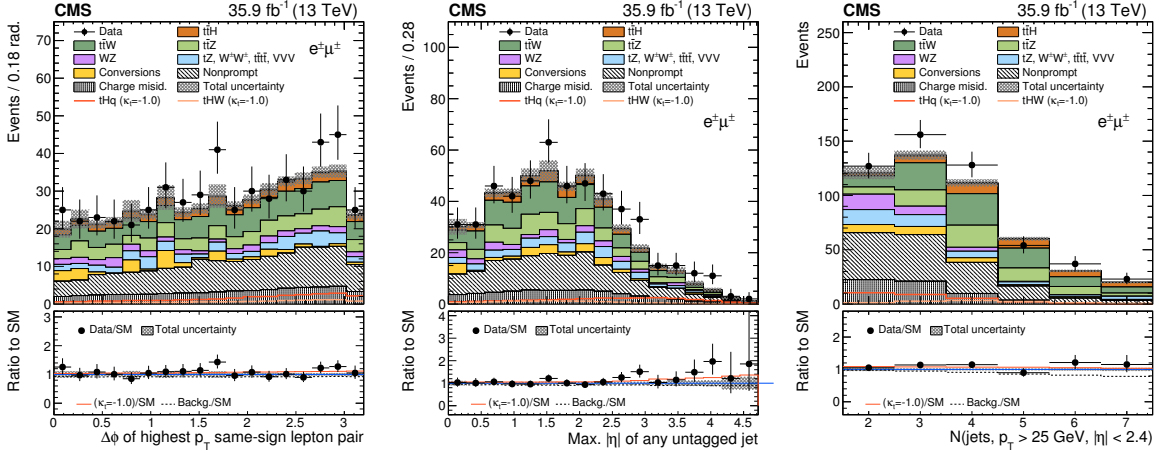 CMS 35.9 fb⁻¹ (13 TeV)
Events / 0.18 rad.
70
60
50
40
30
20
10
0
Data
tt̄W
WZ
Conversions
Charge misid.
tHq (κₜ=-1.0)
tt̄H
tt̄Z
tZ, W±W±, tt̄tt̄, VVV
Nonprompt
Total uncertainty
tHW (κₜ=-1.0)
e±μ±
Ratio to SM
4
3
2
1
0
Data/SM Total uncertainty
(κₜ=-1.0)/SM Backg./SM
0 0.5 1 1.5 2 2.5 3
Δϕ of highest p_T same-sign lepton pair
CMS 35.9 fb⁻¹ (13 TeV)
Events / 0.28
100
80
60
40
20
0
Data
tt̄W
WZ
Conversions
Charge misid.
tHq (κₜ=-1.0)
tt̄H
tt̄Z
tZ, W±W±, tt̄tt̄, VVV
Nonprompt
Total uncertainty
tHW (κₜ=-1.0)
e±μ±
Ratio to SM
4
3
2
1
0
Data/SM Total uncertainty
(κₜ=-1.0)/SM Backg./SM
0 0.5 1 1.5 2 2.5 3 3.5 4 4.5
Max. |η| of any untagged jet
CMS 35.9 fb⁻¹ (13 TeV)
Events
250
200
150
100
50
0
Data
tt̄W
WZ
Conversions
Charge misid.
tHq (κₜ=-1.0)
tt̄H
tt̄Z
tZ, W±W±, tt̄tt̄, VVV
Nonprompt
Total uncertainty
tHW (κₜ=-1.0)
e±μ±
Ratio to SM
2
1
0
Data/SM Total uncertainty
(κₜ=-1.0)/SM Backg./SM
2 3 4 5 6 7
N(jets, p_T > 25 GeV, |η| < 2.4)